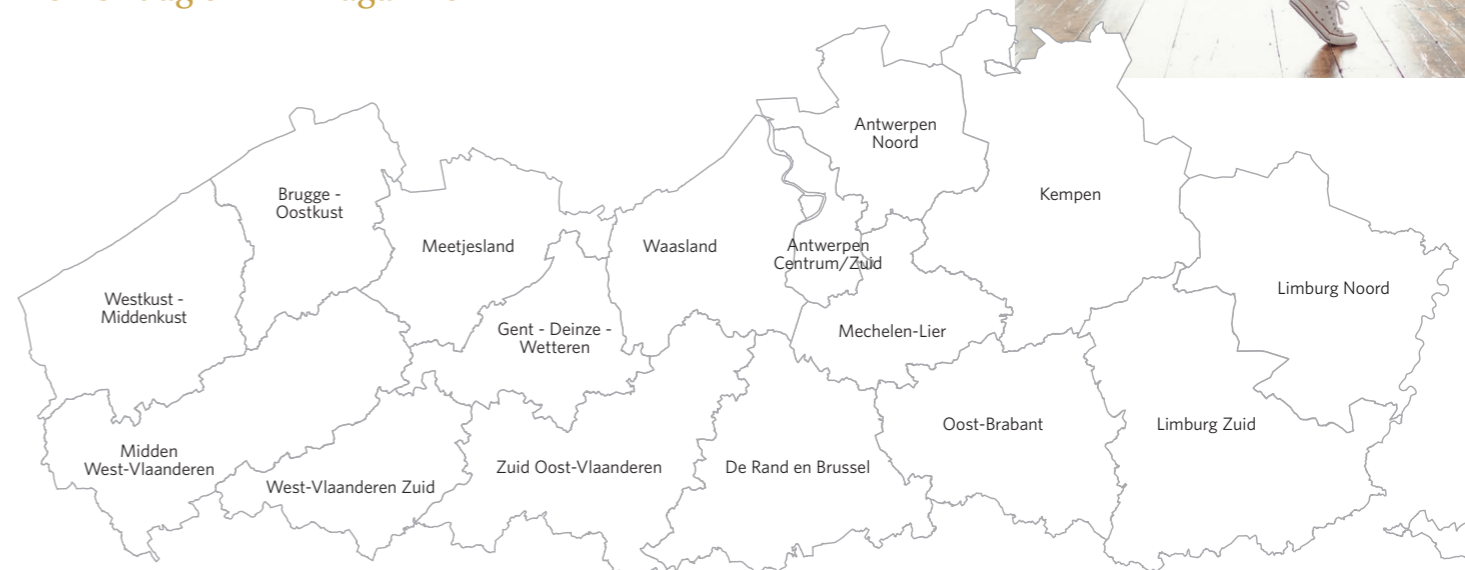 Antwerpen
Noord
Brugge -
Oostkust
Kempen
Meetjesland
Waasland
Antwerpen
Centrum/Zuid
Westkust -
Middenkust
Limburg Noord
Gent - Deinze -
Wetteren
Mechelen-Lier
Oost-Brabant
Limburg Zuid
Midden
West-Vlaanderen
Zuid Oost-Vlaanderen
De Rand en Brussel
West-Vlaanderen Zuid